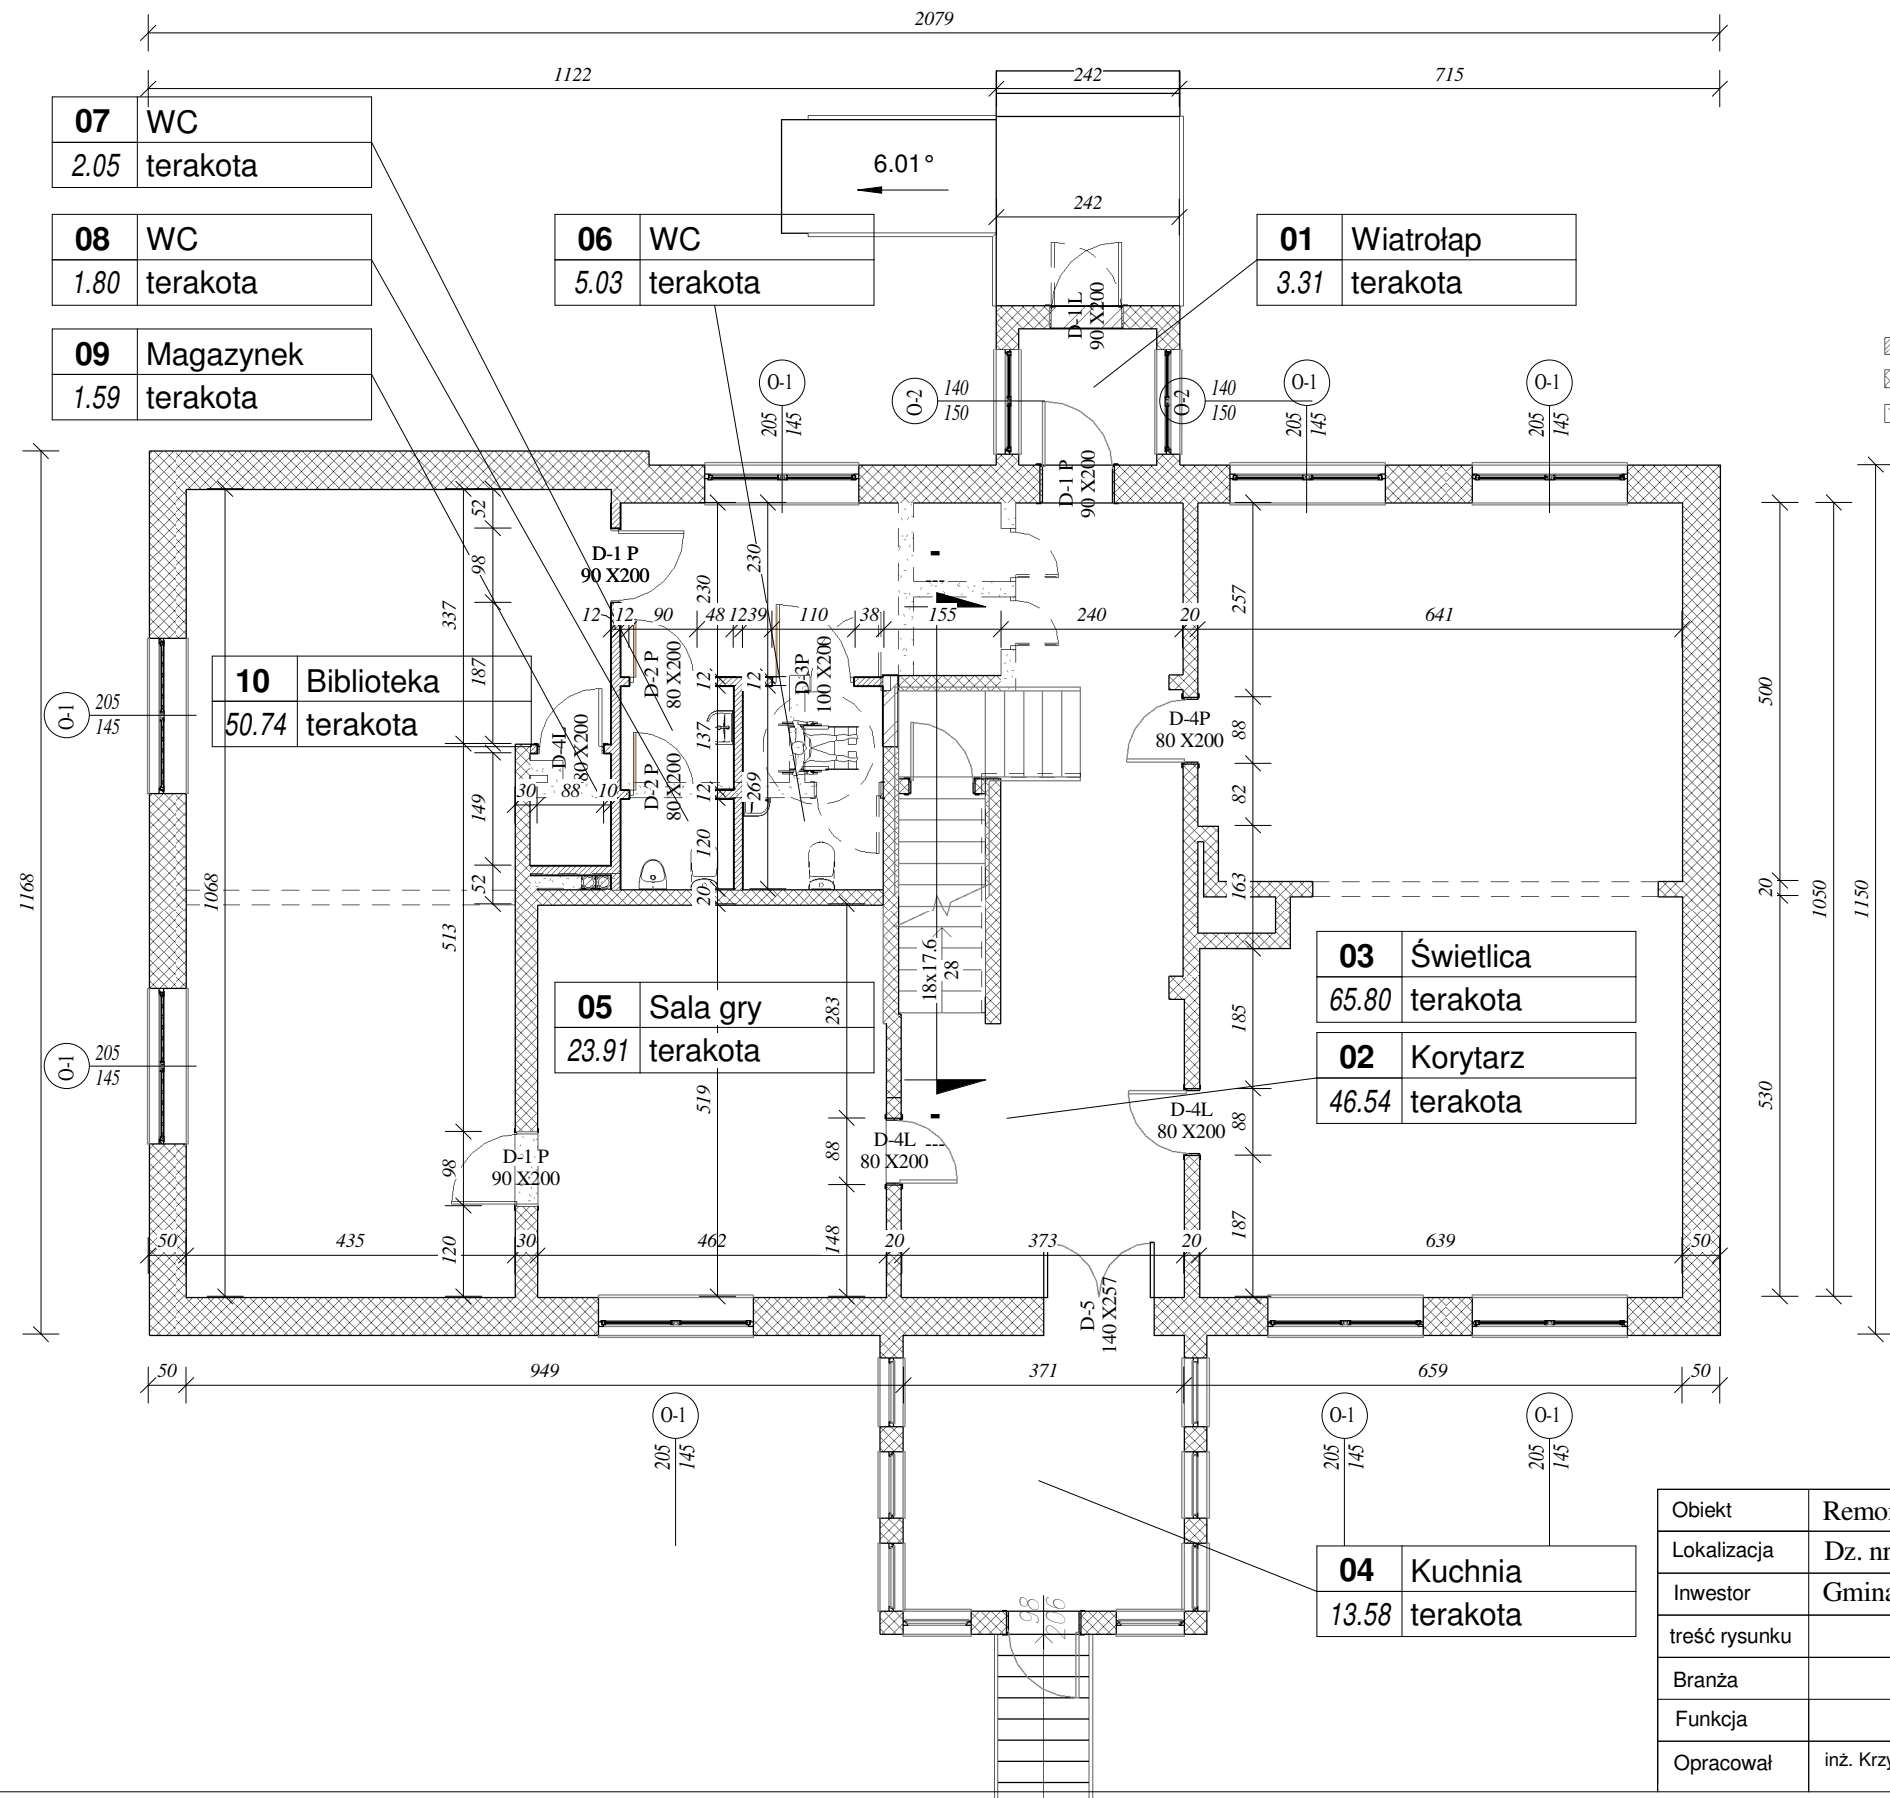 2079
1122 242 715
07 WC
2.05 terakota
6.01°
08 WC
1.80 terakota
06 WC
5.03 terakota
242
01 Wiatrołap
3.31 terakota
09 Magazynek
1.59 terakota
D-1L
90 X200
O-1
205
145
O-2
140
150
O-2
140
150
O-1
205
145
O-1
205
145
D-1 P
90 X200
52
98
337
187
D-1 P
90 X200
230
230
257
12 12 90 48 12 39 110 38 155 240 20 641
10 Biblioteka
50.74 terakota
O-1
205
145
D-2 P
80 X200
12
12
D-3P
100 X200
D-4P
80 X200
88
500
D-4L
80 X200
137
D-2 P
80 X200
30 88 10
12
269
82
149
120
52
20
163
20
1168
1068
1050
1150
513
18x17.6
28
03 Świetlica
65.80 terakota
05 Sala gry
23.91 terakota
283
185
02 Korytarz
46.54 terakota
O-1
205
145
519
530
D-4L
80 X200
88
D-4L
80 X200
88
D-1 P
90 X200
98
120
148
187
50 435 30 462 20 373 20 639 50
D-5
140 X257
50 949 371 659 50
O-1
205
145
O-1
205
145
O-1
205
145
04 Kuchnia
13.58 terakota
98
206
Obiekt Remo
Lokalizacja Dz. nr
Inwestor Gmina
treść rysunku
Branża
Funkcja
Opracował inż. Krzy